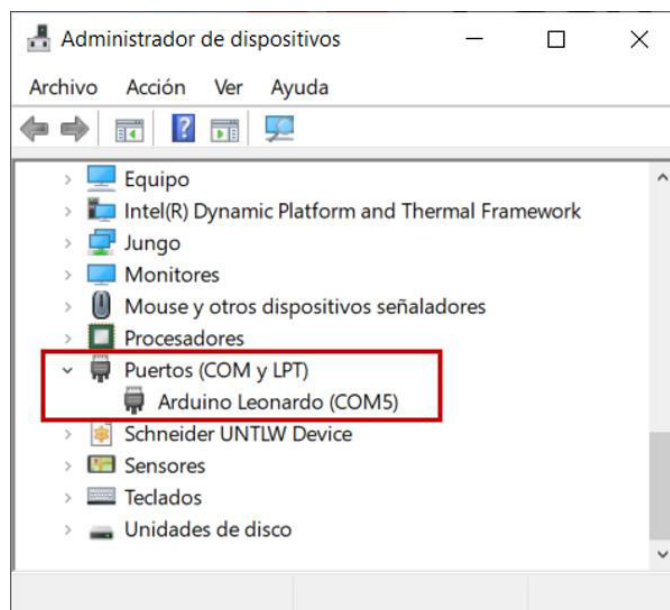 Administrador de dispositivos
Archivo Acción Ver Ayuda
Equipo
Intel(R) Dynamic Platform and Thermal Framework
Jungo
Monitores
Mouse y otros dispositivos señaladores
Procesadores
Puertos (COM y LPT)
Arduino Leonardo (COM5)
Schneider UNTLW Device
Sensores
Teclados
Unidades de disco